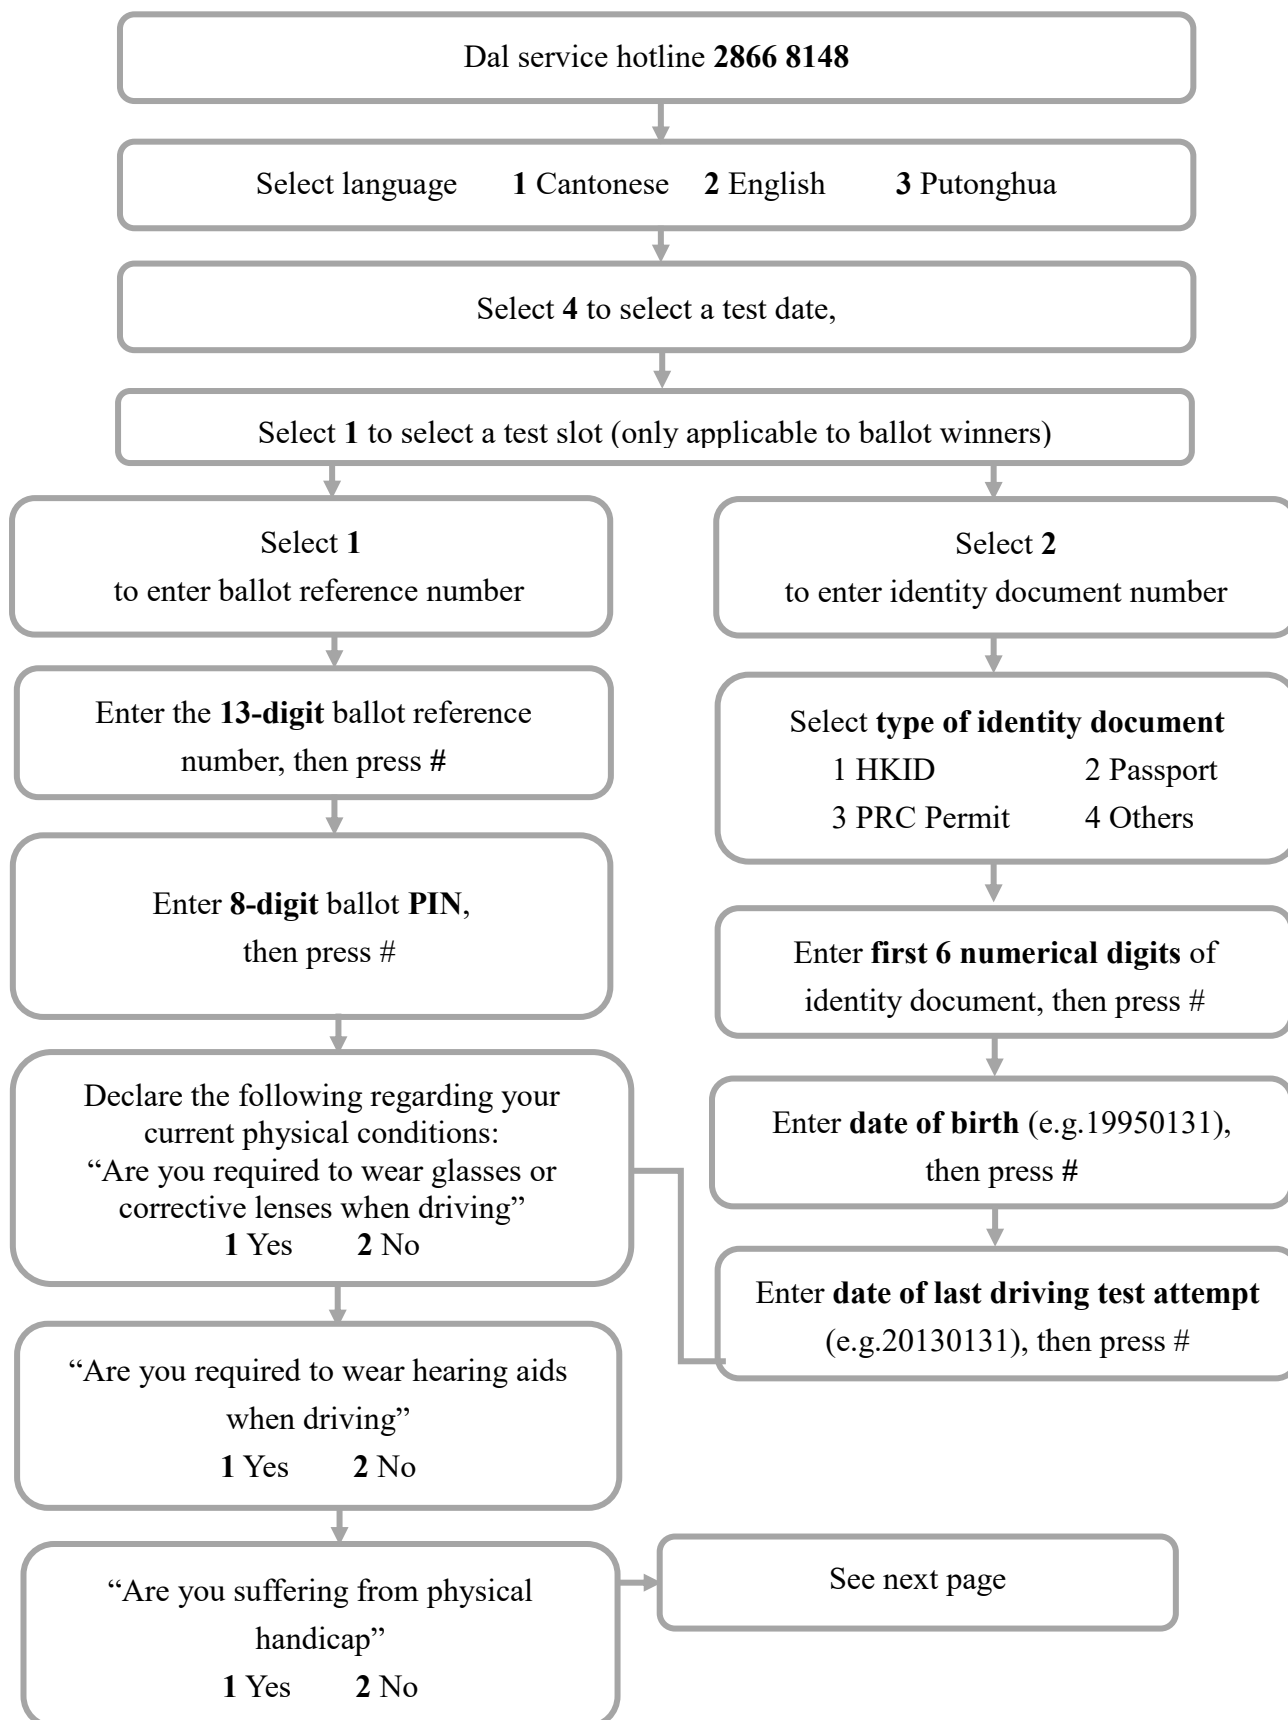 Dal service hotline 2866 8148
Select language 1 Cantonese 2 English 3 Putonghua
Select 4 to select a test date,
Select 1 to select a test slot (only applicable to ballot winners)
Select 1
to enter ballot reference number
Enter the 13-digit ballot reference
number, then press #
Enter 8-digit ballot PIN,
then press #
Declare the following regarding your
current physical conditions:
“Are you required to wear glasses or
corrective lenses when driving”
1 Yes 2 No
“Are you required to wear hearing aids
when driving”
1 Yes 2 No
“Are you suffering from physical
handicap”
1 Yes 2 No
Select 2
to enter identity document number
Select type of identity document
1 HKID 2 Passport
3 PRC Permit 4 Others
Enter first 6 numerical digits of
identity document, then press #
Enter date of birth (e.g.19950131),
then press #
Enter date of last driving test attempt
(e.g.20130131), then press #
See next page